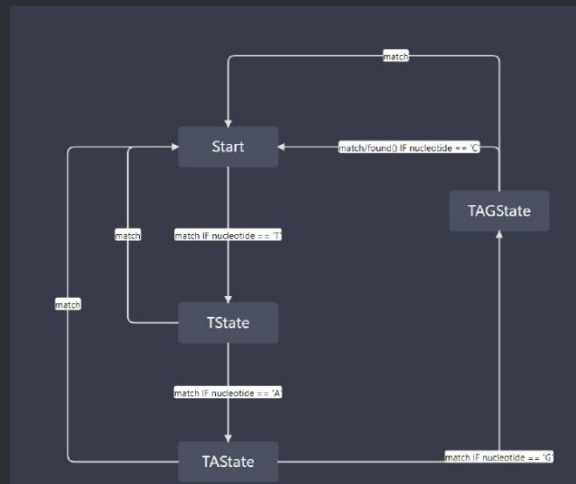 match
Start
match/found() IF nucleotide == 'C'
TAGState
match
match IF nucleotide == 'T'
match
TState
match IF nucleotide == 'A'
TAState
match IF nucleotide == 'G'